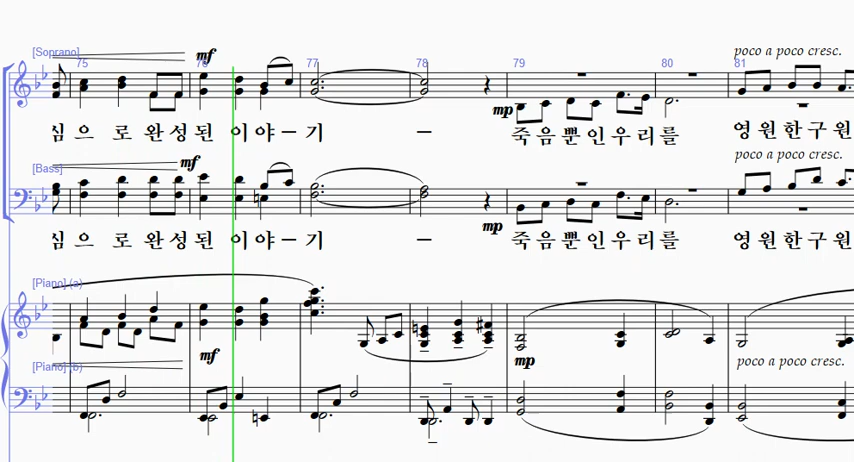 [Soprano] mf
75 76 77 78 79 80 81
poco a poco cresc.
mp
심 으 로 완 성 된 이 야 – 기 – 죽 음 뿐 인 우 리 를 영 원 한 구 원
[Bass] mf
poco a poco cresc.
mp
심 으 로 완 성 된 이 야 – 기 – 죽 음 뿐 인 우 리 를 영 원 한 구 원
[Piano] (a)
mf mp poco a poco cresc.
[Piano] (b)